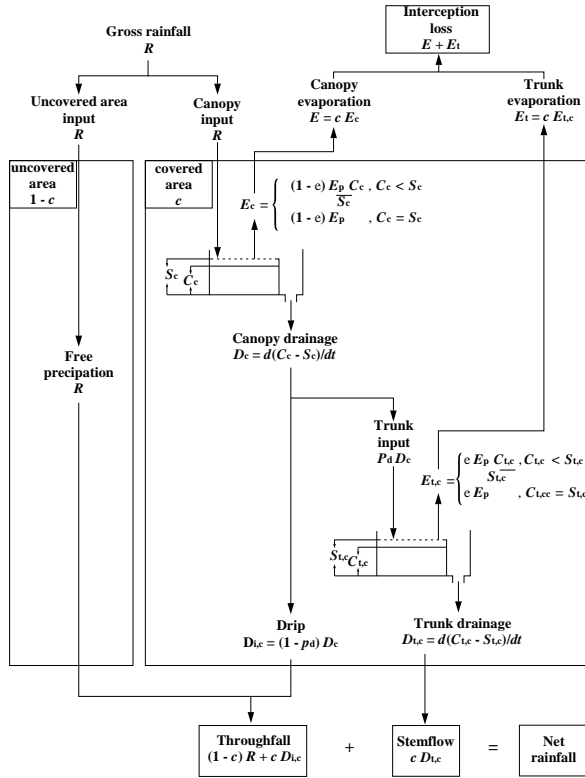 Interception
loss
E + Et
Gross rainfall
R
Canopy
evaporation
E = c Ec
Trunk
evaporation
Et = c Et,c
Uncovered area
input
R
Canopy
input
R
uncovered
area
1 - c
covered
area
c
Ec = { (1 - e) Ep Cc , Cc < Sc
Sc
(1 - e) Ep , Cc = Sc
Sc
Cc
Canopy drainage
Dc = d(Cc - Sc)/dt
Free
precipation
R
Trunk
input
Pd Dc
Et,c = { e Ep Ct,c , Ct,c < St,c
St,c
e Ep , Ct,cc = St,c
St,c
Ct,c
Drip
Di,c = (1 - pd) Dc
Trunk drainage
Dt,c = d(Ct,c - St,c)/dt
Throughfall
(1 - c) R + c Di,c
+
Stemflow
c Dt,c
=
Net
rainfall